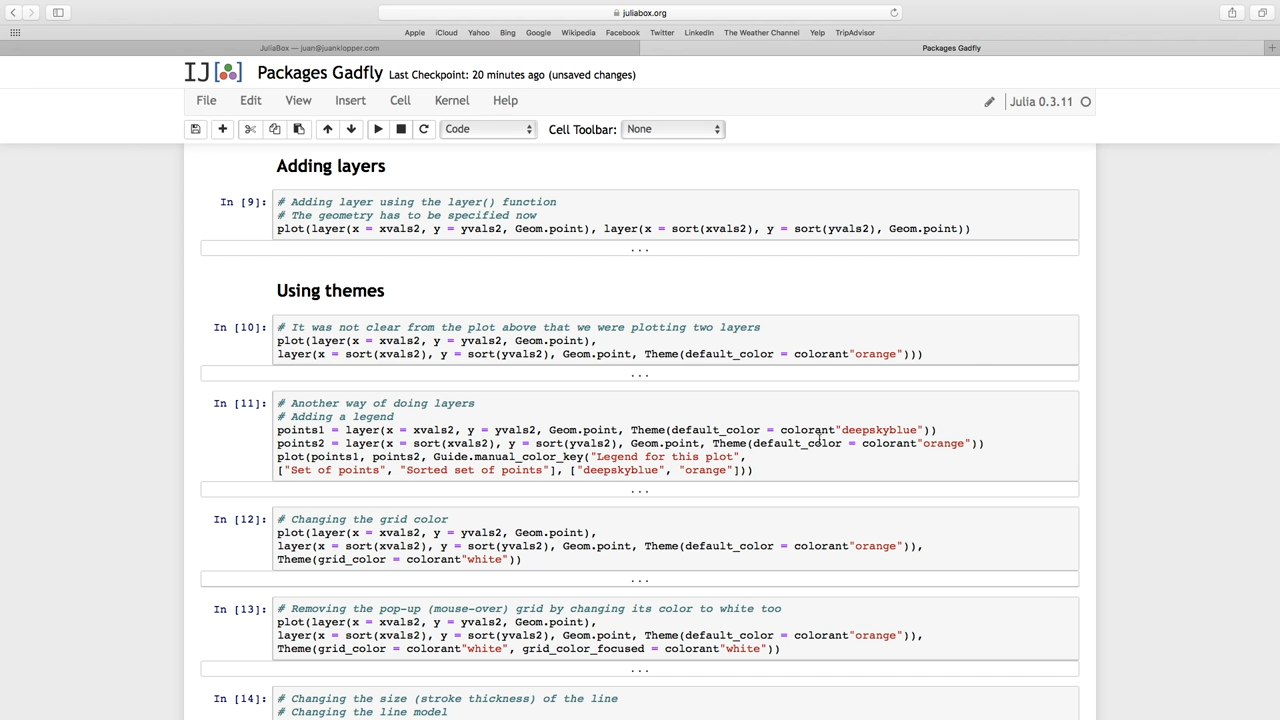 juliabox.org
Apple iCloud Yahoo Bing Google Wikipedia Facebook Twitter LinkedIn The Weather Channel Yelp TripAdvisor
JuliaBox — juan@juanklopper.com Packages Gadfly
IJ[ ] Packages Gadfly Last Checkpoint: 20 minutes ago (unsaved changes)
File Edit View Insert Cell Kernel Help Julia 0.3.11
Code Cell Toolbar: None
Adding layers
In [9]: # Adding layer using the layer() function
# The geometry has to be specified now
plot(layer(x = xvals2, y = yvals2, Geom.point), layer(x = sort(xvals2), y = sort(yvals2), Geom.point))
...
Using themes
In [10]: # It was not clear from the plot above that we were plotting two layers
plot(layer(x = xvals2, y = yvals2, Geom.point),
layer(x = sort(xvals2), y = sort(yvals2), Geom.point, Theme(default_color = colorant"orange")))
...
In [11]: # Another way of doing layers
# Adding a legend
points1 = layer(x = xvals2, y = yvals2, Geom.point, Theme(default_color = colorant"deepskyblue"))
points2 = layer(x = sort(xvals2), y = sort(yvals2), Geom.point, Theme(default_color = colorant"orange"))
plot(points1, points2, Guide.manual_color_key("Legend for this plot",
["Set of points", "Sorted set of points"], ["deepskyblue", "orange"]))
...
In [12]: # Changing the grid color
plot(layer(x = xvals2, y = yvals2, Geom.point),
layer(x = sort(xvals2), y = sort(yvals2), Geom.point, Theme(default_color = colorant"orange")),
Theme(grid_color = colorant"white"))
...
In [13]: # Removing the pop-up (mouse-over) grid by changing its color to white too
plot(layer(x = xvals2, y = yvals2, Geom.point),
layer(x = sort(xvals2), y = sort(yvals2), Geom.point, Theme(default_color = colorant"orange")),
Theme(grid_color = colorant"white", grid_color_focused = colorant"white"))
...
In [14]: # Changing the size (stroke thickness) of the line
# Changing the line model